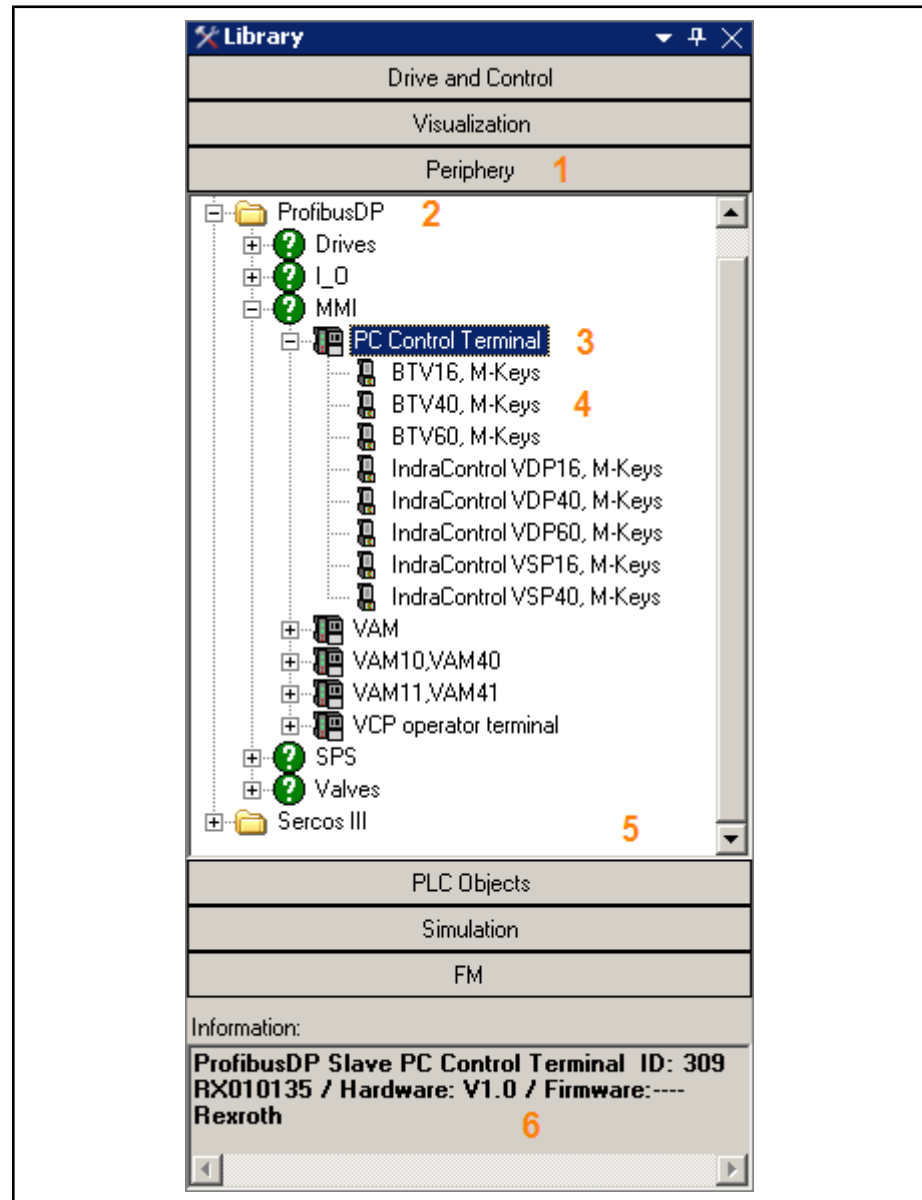 Library
Drive and Control
Visualization
Periphery 1
ProfibusDP 2
Drives
I_O
MMI
PC Control Terminal 3
BTV16, M-Keys
BTV40, M-Keys 4
BTV60, M-Keys
IndraControl VDP16, M-Keys
IndraControl VDP40, M-Keys
IndraControl VDP60, M-Keys
IndraControl VSP16, M-Keys
IndraControl VSP40, M-Keys
VAM
VAM10,VAM40
VAM11,VAM41
VCP operator terminal
SPS
Valves
Sercos III 5
PLC Objects
Simulation
FM
Information:
ProfibusDP Slave PC Control Terminal ID: 309
RX010135 / Hardware: V1.0 / Firmware:----
Rexroth 6